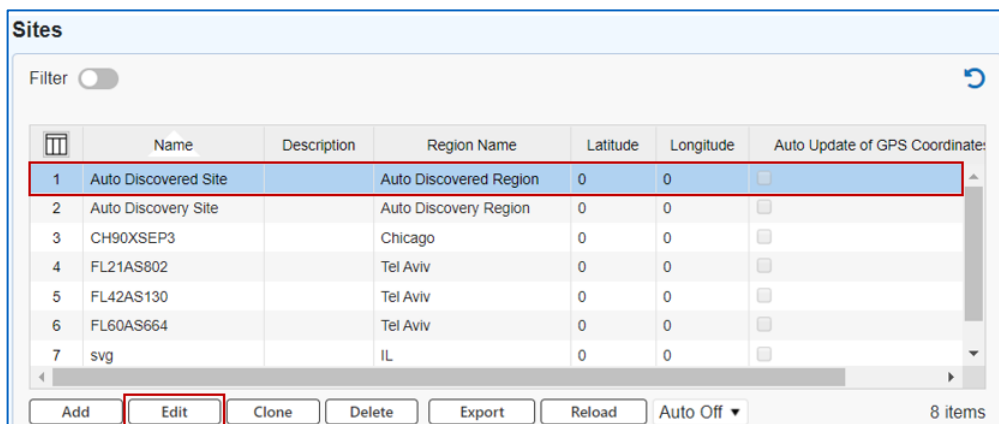 Sites
Filter
Name Description Region Name Latitude Longitude Auto Update of GPS Coordinates
1 Auto Discovered Site Auto Discovered Region 0 0
2 Auto Discovery Site Auto Discovery Region 0 0
3 CH90XSEP3 Chicago 0 0
4 FL21AS802 Tel Aviv 0 0
5 FL42AS130 Tel Aviv 0 0
6 FL60AS664 Tel Aviv 0 0
7 svg IL 0 0
Add Edit Clone Delete Export Reload Auto Off 8 items